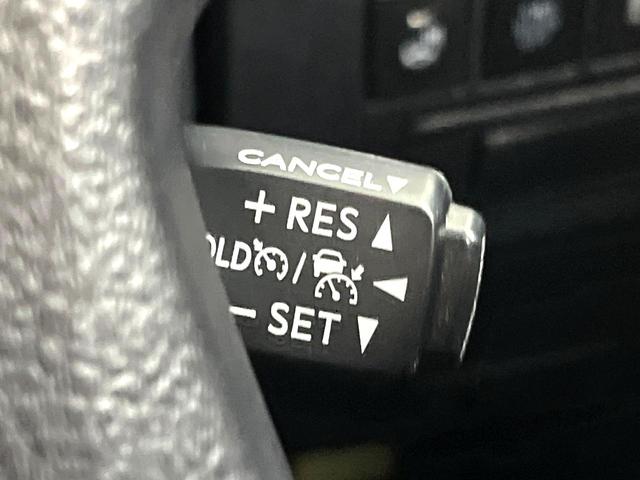 CANCEL▼
+ RES ▲
OLD / ◀
– SET ▼